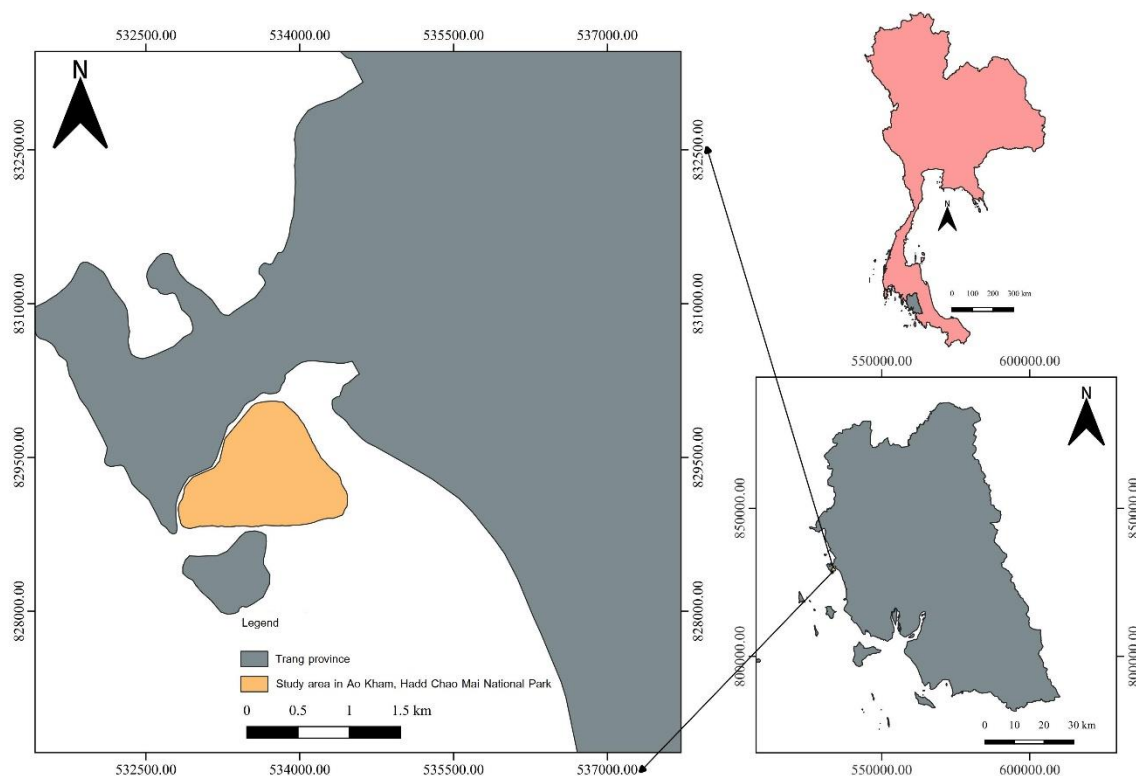 532500.00 534000.00 535500.00 537000.00
N
832500.00 832500.00
831000.00 831000.00
829500.00 829500.00
828000.00 828000.00
Legend
Trang province
Study area in Ao Kham, Hadd Chao Mai National Park
0 0.5 1 1.5 km
532500.00 534000.00 535500.00 537000.00
N
0 100 200 300 km
550000.00 600000.00
N
850000.00 850000.00
800000.00 800000.00
0 10 20 30 km
550000.00 600000.00